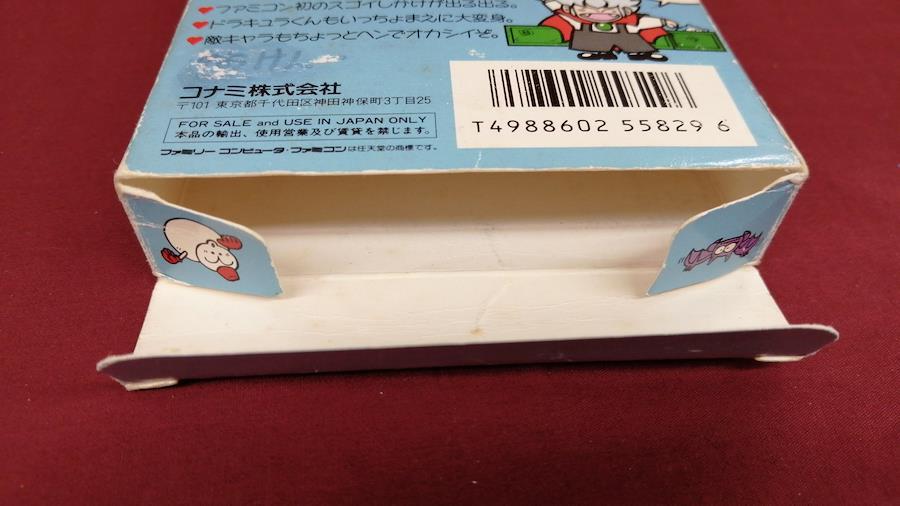 ♥ファミコン初のスゴイしかけが出る出る。
♥ドラキュラくんもいっちょまえに大変身。
♥敵キャラもちょっとヘンでオカシイぞ。
コナミ株式会社
〒101 東京都千代田区神田神保町3丁目25
FOR SALE and USE IN JAPAN ONLY
本品の輸出、使用営業及び賃貸を禁じます。
ファミリーコンピュータ・ファミコンは任天堂の商標です。
T4988602 55829 6